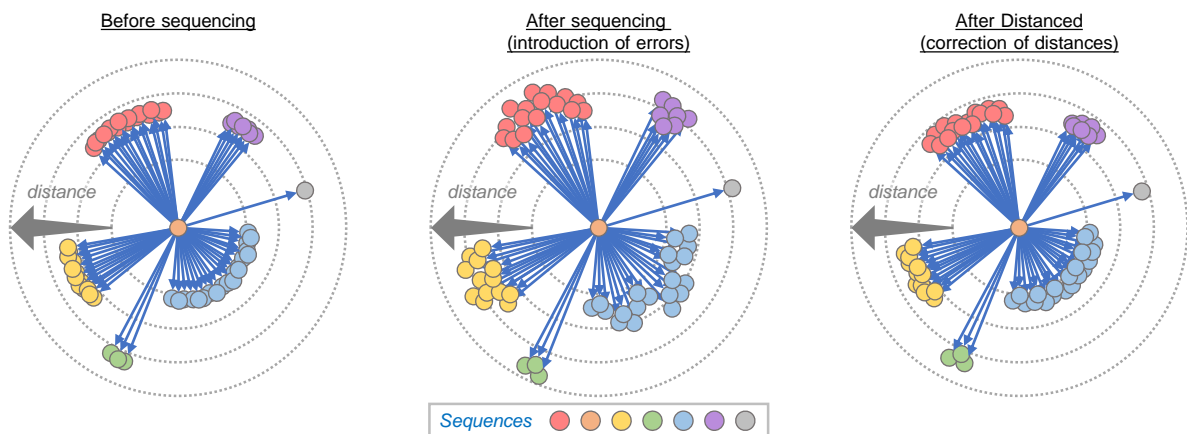 Before sequencing
After sequencing
(introduction of errors)
After Distanced
(correction of distances)
distance
distance
distance
Sequences